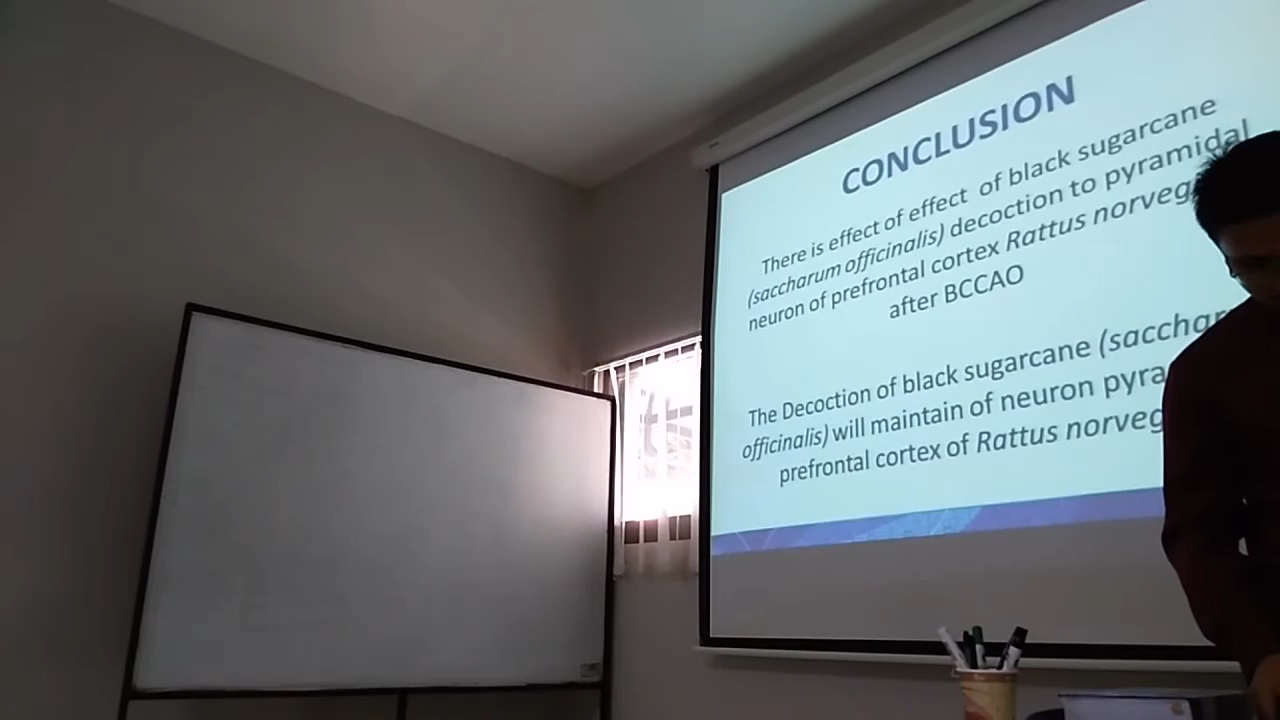 CONCLUSION
There is effect of effect of black sugarcane
(saccharum officinalis) decoction to pyramidal
neuron of prefrontal cortex Rattus norveg
after BCCAO
The Decoction of black sugarcane (sacchar
officinalis) will maintain of neuron pyra
prefrontal cortex of Rattus norveg